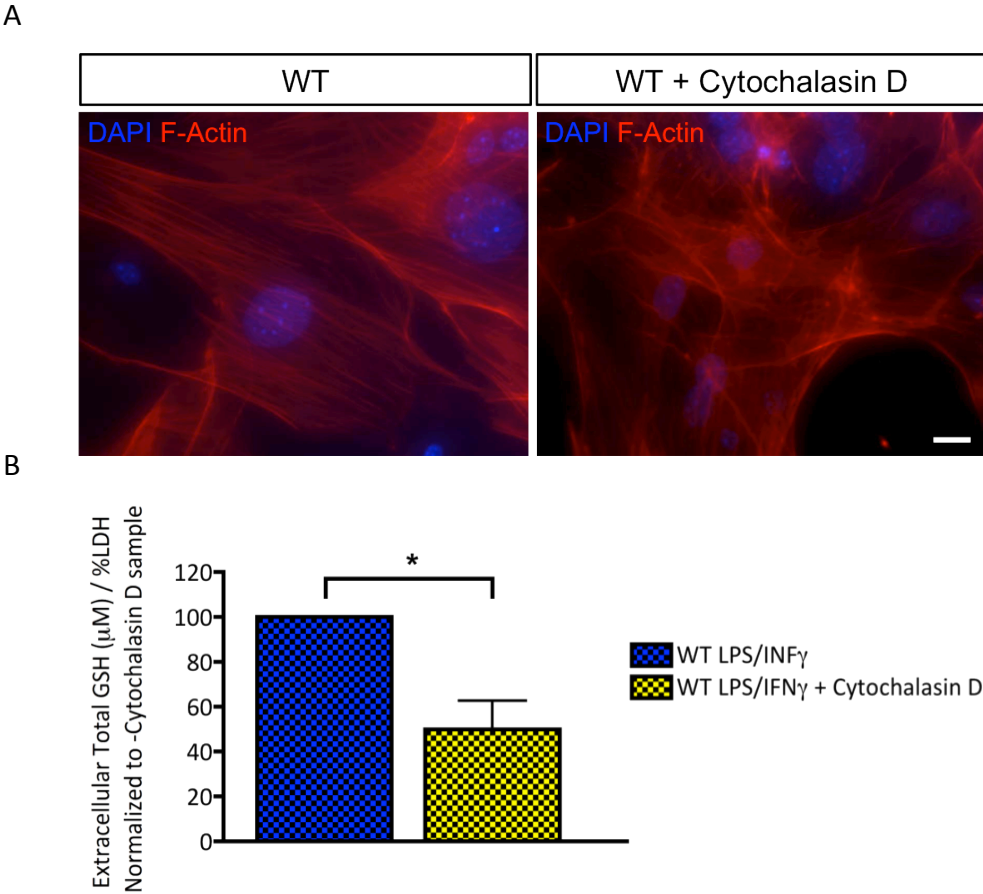 A
WT
WT + Cytochalasin D
DAPI F-Actin
DAPI F-Actin
B
Extracellular Total GSH (μM) / %LDH
Normalized to -Cytochalasin D sample
120
100
80
60
40
20
0
*
WT LPS/INFγ
WT LPS/IFNγ + Cytochalasin D